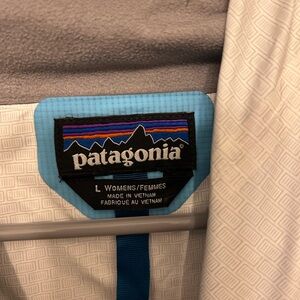 patagonia®
L WOMENS/FEMMES
MADE IN VIETNAM
FABRIQUÉ AU VIETNAM